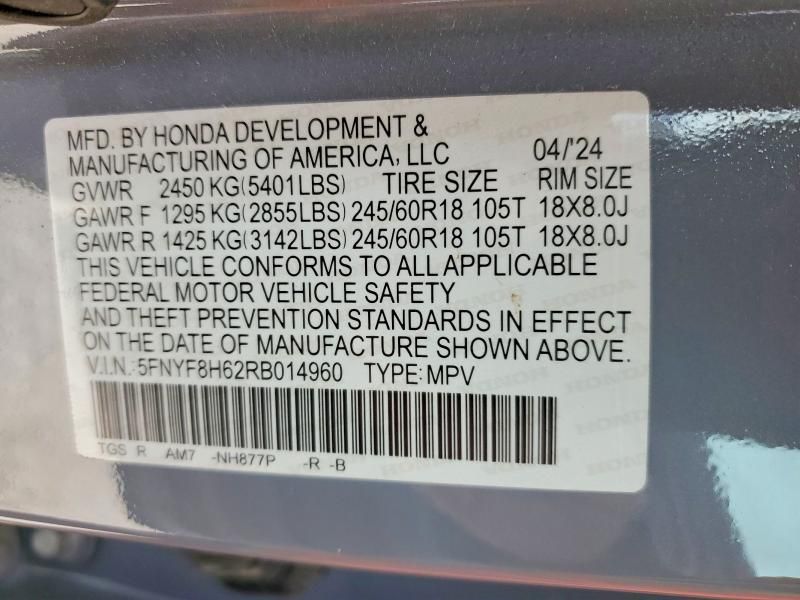 MFD. BY HONDA DEVELOPMENT &
MANUFACTURING OF AMERICA, LLC 04/'24
GVWR 2450 KG(5401LBS) TIRE SIZE RIM SIZE
GAWR F 1295 KG(2855LBS) 245/60R18 105T 18X8.0J
GAWR R 1425 KG(3142LBS) 245/60R18 105T 18X8.0J
THIS VEHICLE CONFORMS TO ALL APPLICABLE
FEDERAL MOTOR VEHICLE SAFETY
AND THEFT PREVENTION STANDARDS IN EFFECT
ON THE DATE OF MANUFACTURE SHOWN ABOVE.
V.I.N.:5FNYF8H62RB014960 TYPE:MPV
TGS R AM7 -NH877P -R -B